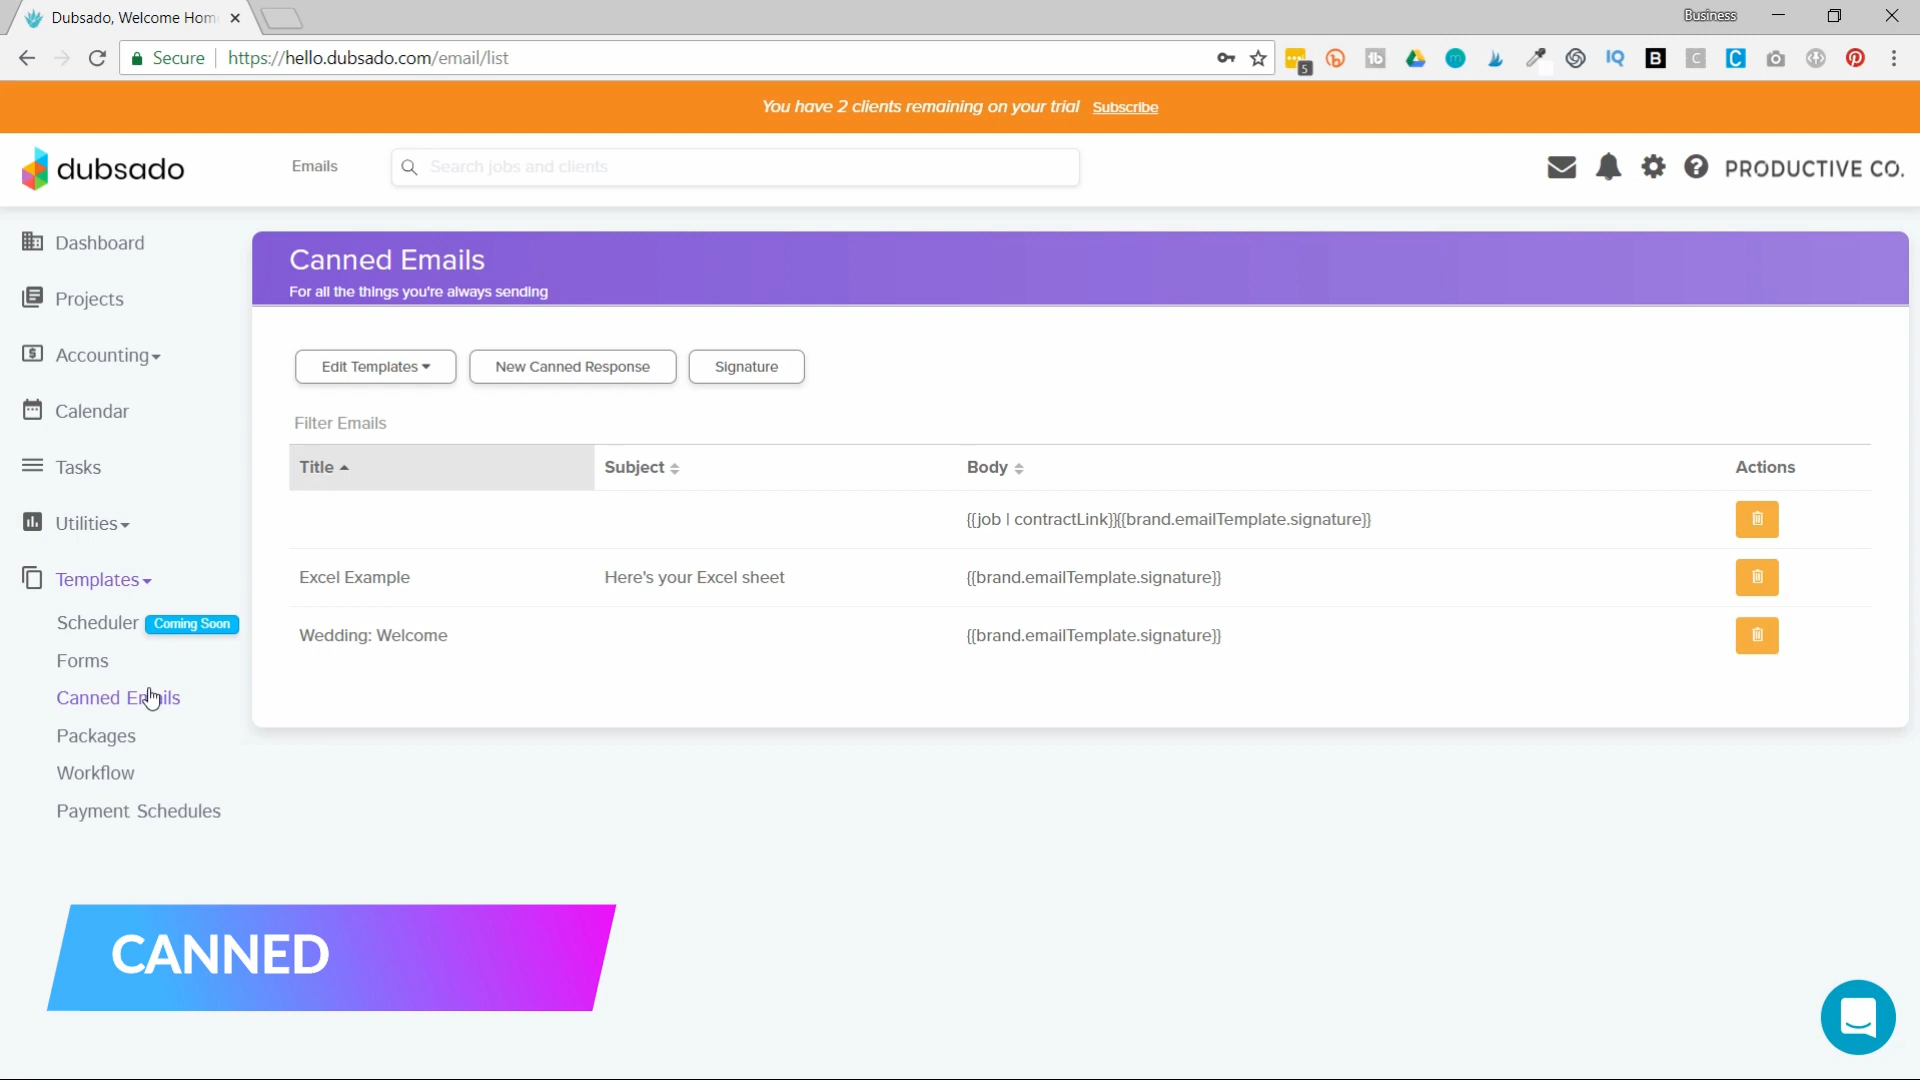 Dubsado, Welcome Hom
Business
Secure https://hello.dubsado.com/email/list
5
You have 2 clients remaining on your trial Subscribe
dubsado
Emails
Search jobs and clients
PRODUCTIVE CO.
Dashboard
Projects
Accounting
Calendar
Tasks
Utilities
Templates
Scheduler Coming Soon
Forms
Canned Emails
Packages
Workflow
Payment Schedules
Canned Emails
For all the things you're always sending
Edit Templates New Canned Response Signature
Filter Emails
Title Subject Body Actions
{{job | contractLink}}{{brand.emailTemplate.signature}}
Excel Example Here's your Excel sheet {{brand.emailTemplate.signature}}
Wedding: Welcome {{brand.emailTemplate.signature}}
CANNED